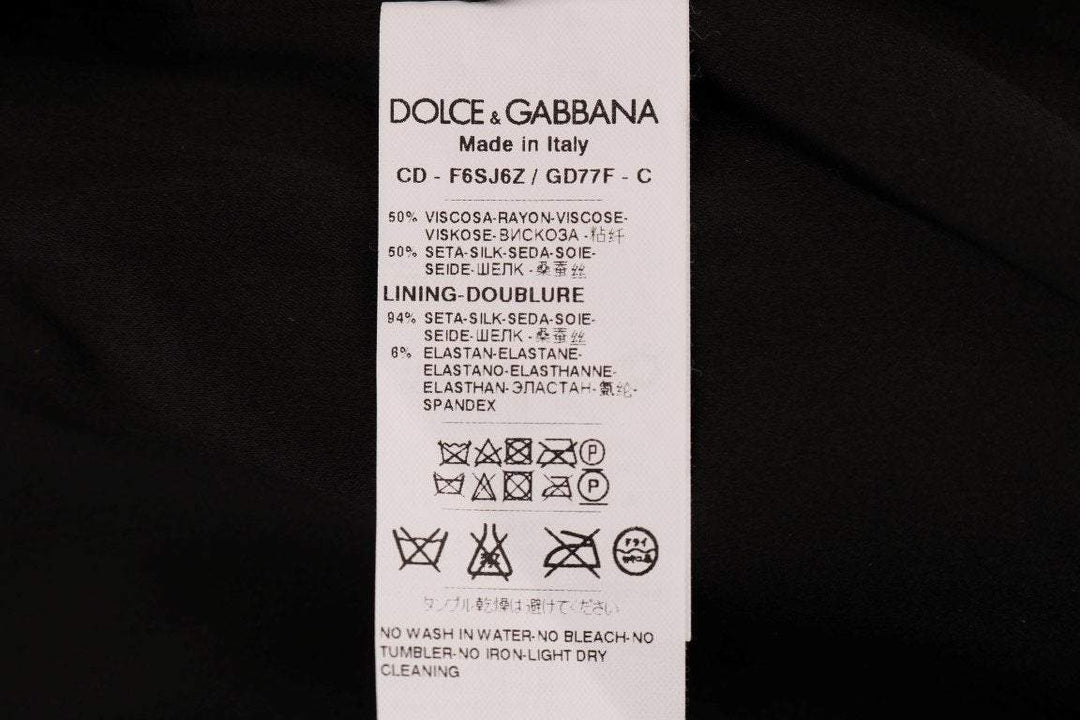 DOLCE & GABBANA
Made in Italy
CD - F6SJ6Z / GD77F - C
50% VISCOSA-RAYON-VISCOSE-
VISKOSE-ВИСКОЗА-粘纤
50% SETA-SILK-SEDA-SOIE-
SEIDE-ШЕЛК-桑蚕丝
LINING-DOUBLURE
94% SETA-SILK-SEDA-SOIE-
SEIDE-ШЕЛК-桑蚕丝
6% ELASTAN-ELASTANE-
ELASTANO-ELASTHANNE-
ELASTHAN-ЭЛАСТАН-氨纶-
SPANDEX
P
P
ドライ
タンブル乾燥は避けてください
NO WASH IN WATER-NO BLEACH-NO
TUMBLER-NO IRON-LIGHT DRY
CLEANING